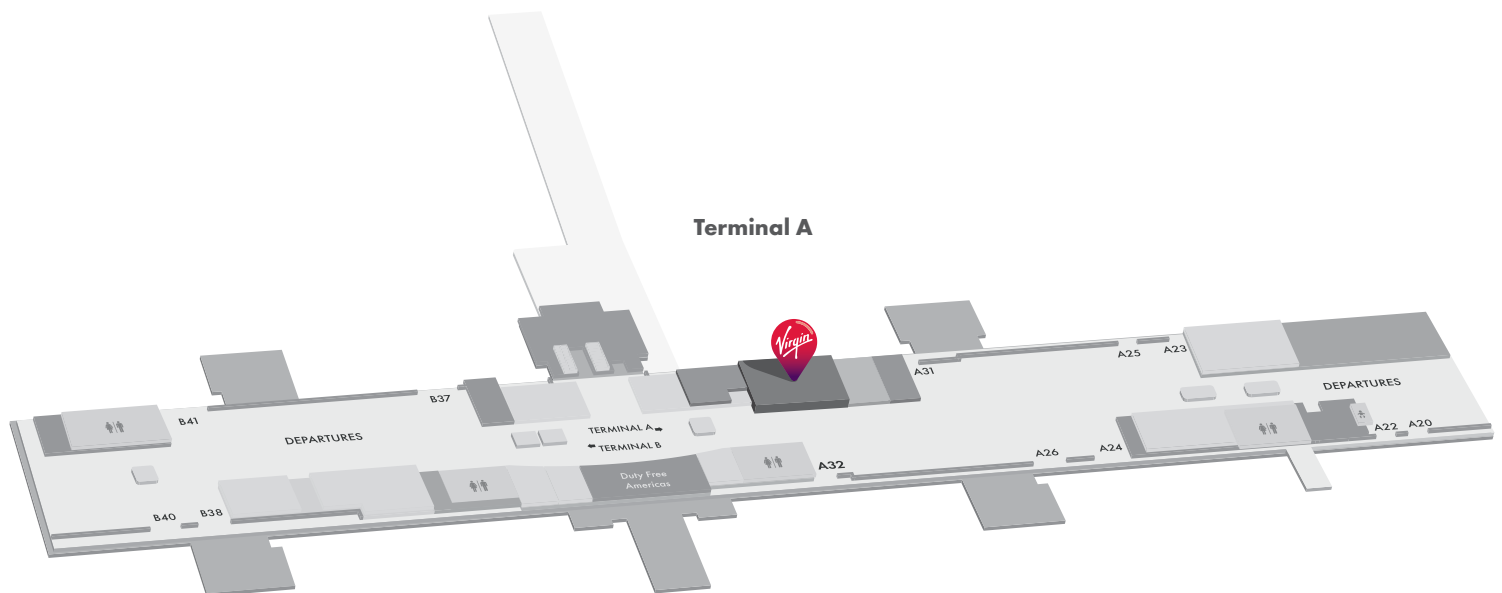 Terminal A
Virgin
A31
A25
A23
DEPARTURES
B37
B41
DEPARTURES
TERMINAL A
TERMINAL B
A22
A20
A24
A26
A32
Duty Free
Americas
B38
B40